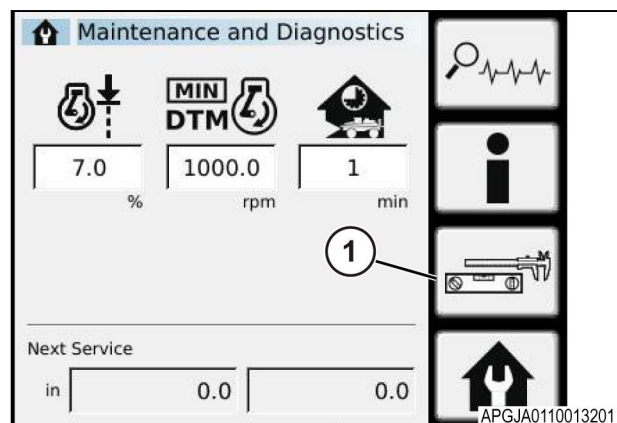 Maintenance and Diagnostics
MIN
DTM
7.0
1000.0
1
%
rpm
min
1
Next Service
in
0.0
0.0
APGJA0110013201